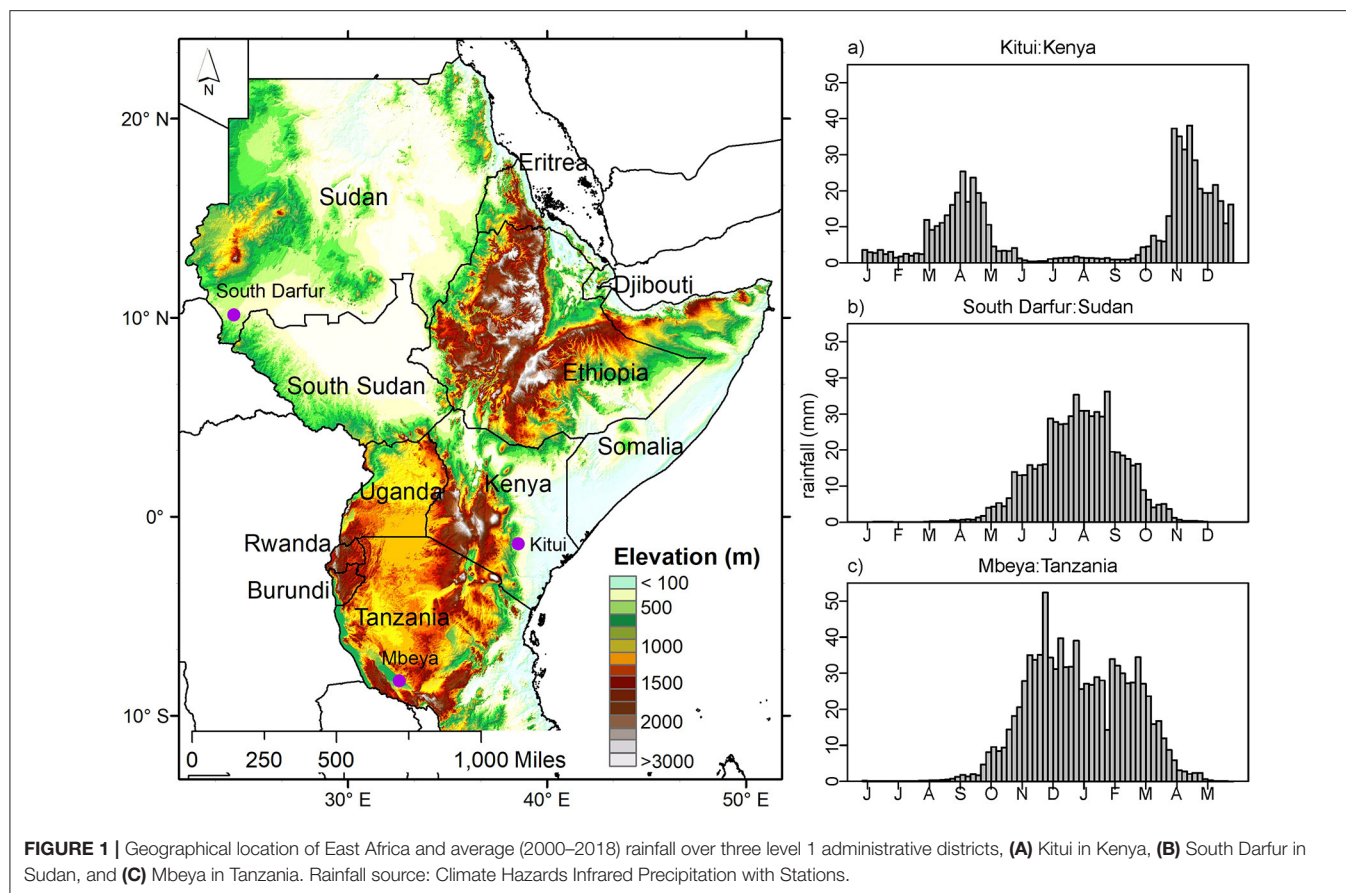 N
20° N
10° N
0°
10° S
30° E
40° E
50° E
Eritrea
Sudan
Djibouti
South Darfur
Ethiopia
South Sudan
Somalia
Uganda
Kenya
Rwanda
Kitui
Burundi
Tanzania
Mbeya
Elevation (m)
< 100
500
1000
1500
2000
>3000
0 250 500 1,000 Miles
a)
Kitui:Kenya
50
40
30
20
10
0
J F M A M J J A S O N D
b)
South Darfur:Sudan
rainfall (mm)
50
40
30
20
10
0
J F M A M J J A S O N D
c)
Mbeya:Tanzania
50
40
30
20
10
0
J J A S O N D J F M A M
FIGURE 1 | Geographical location of East Africa and average (2000–2018) rainfall over three level 1 administrative districts, (A) Kitui in Kenya, (B) South Darfur in
Sudan, and (C) Mbeya in Tanzania. Rainfall source: Climate Hazards Infrared Precipitation with Stations.